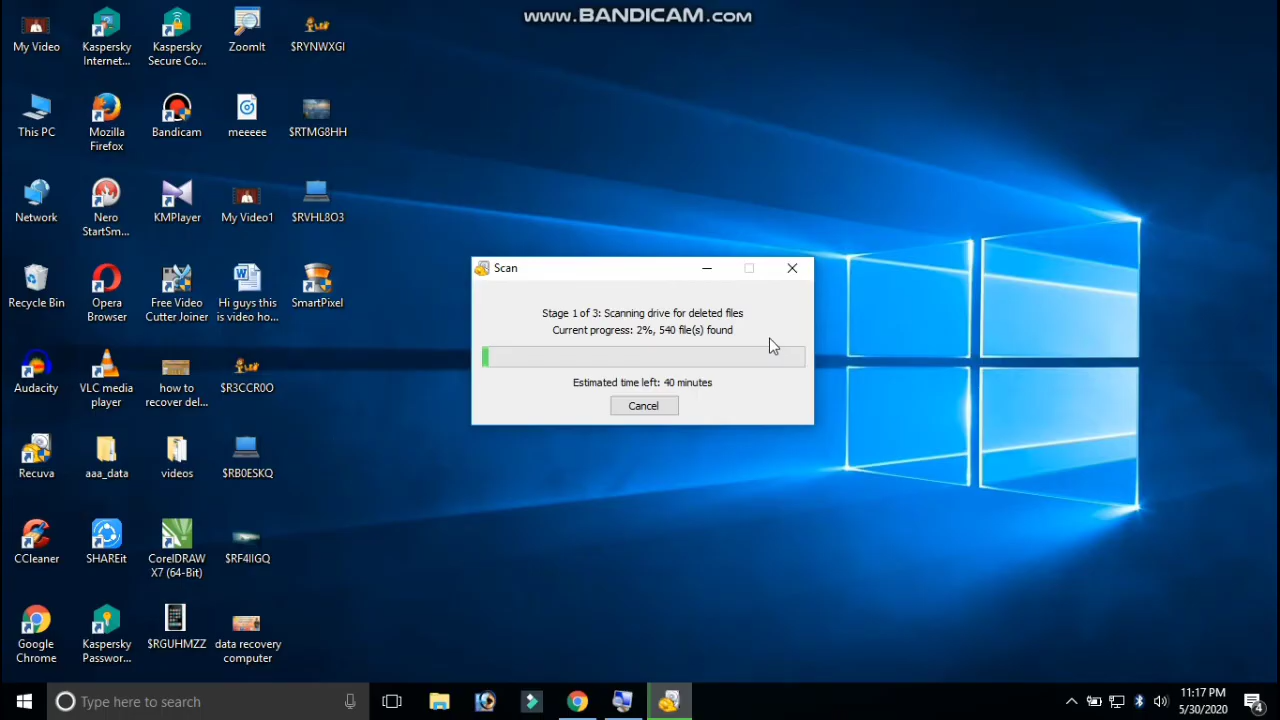 www.BANDICAM.com
My Video
Kaspersky
Internet...
Kaspersky
Secure Co...
ZoomIt
$RYNWXGI
This PC
Mozilla
Firefox
Bandicam
meeeee
$RTMG8HH
Network
Nero
StartSm...
KMPlayer
My Video1
$RVHL8O3
Recycle Bin
Opera
Browser
Free Video
Cutter Joiner
Hi guys this
is video ho...
SmartPixel
Audacity
VLC media
player
how to
recover del...
$R3CCR0O
Recuva
aaa_data
videos
$RB0ESKQ
CCleaner
SHAREit
CorelDRAW
X7 (64-Bit)
$RF4IIGQ
Google
Chrome
Kaspersky
Passwor...
$RGUHMZZ
data recovery
computer
Scan
Stage 1 of 3: Scanning drive for deleted files
Current progress: 2%, 540 file(s) found
Estimated time left: 40 minutes
Cancel
Type here to search
11:17 PM
5/30/2020
4